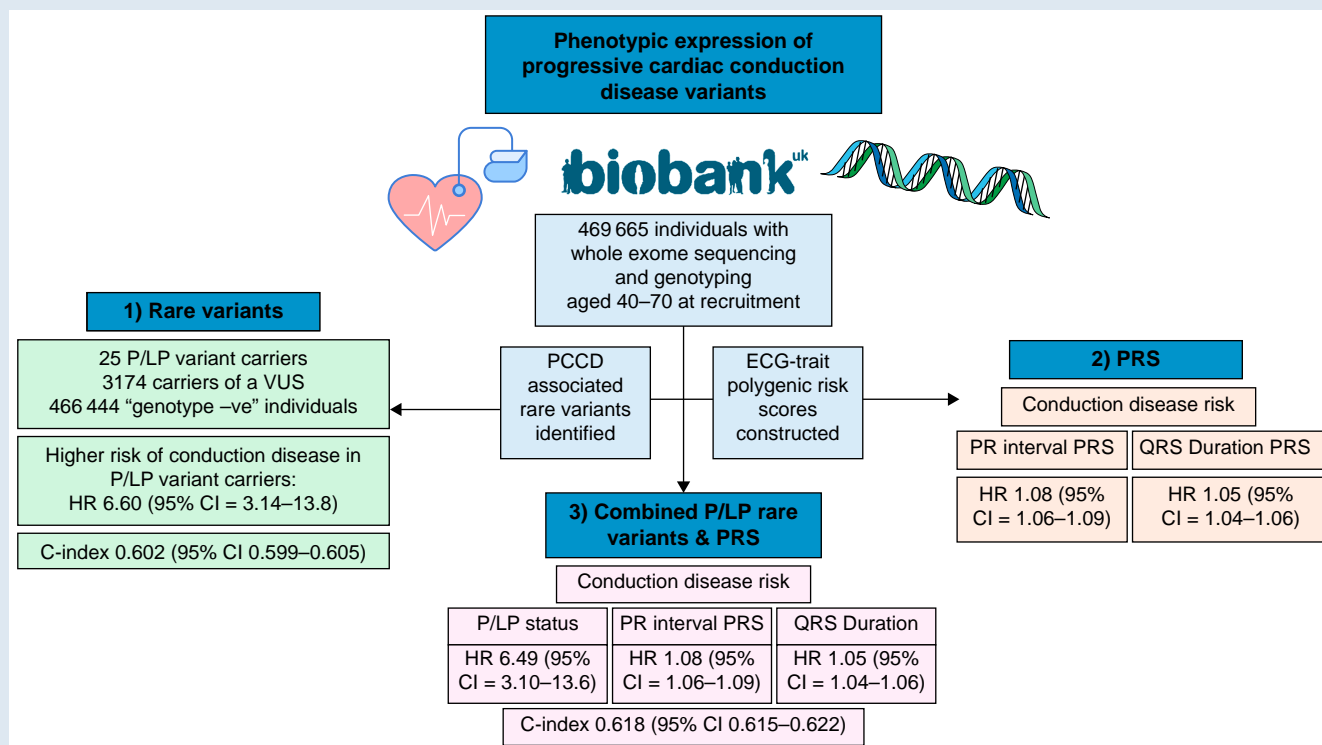 Phenotypic expression of
progressive cardiac conduction
disease variants
biobank uk
469 665 individuals with
whole exome sequencing
and genotyping
aged 40–70 at recruitment
1) Rare variants
25 P/LP variant carriers
3174 carriers of a VUS
466 444 “genotype –ve” individuals
Higher risk of conduction disease in
P/LP variant carriers:
HR 6.60 (95% CI = 3.14–13.8)
C-index 0.602 (95% CI 0.599–0.605)
PCCD
associated
rare variants
identified
ECG-trait
polygenic risk
scores
constructed
2) PRS
Conduction disease risk
PR interval PRS
HR 1.08 (95%
CI = 1.06–1.09)
QRS Duration PRS
HR 1.05 (95%
CI = 1.04–1.06)
3) Combined P/LP rare
variants & PRS
Conduction disease risk
P/LP status
HR 6.49 (95%
CI = 3.10–13.6)
PR interval PRS
HR 1.08 (95%
CI = 1.06–1.09)
QRS Duration
HR 1.05 (95%
CI = 1.04–1.06)
C-index 0.618 (95% CI 0.615–0.622)